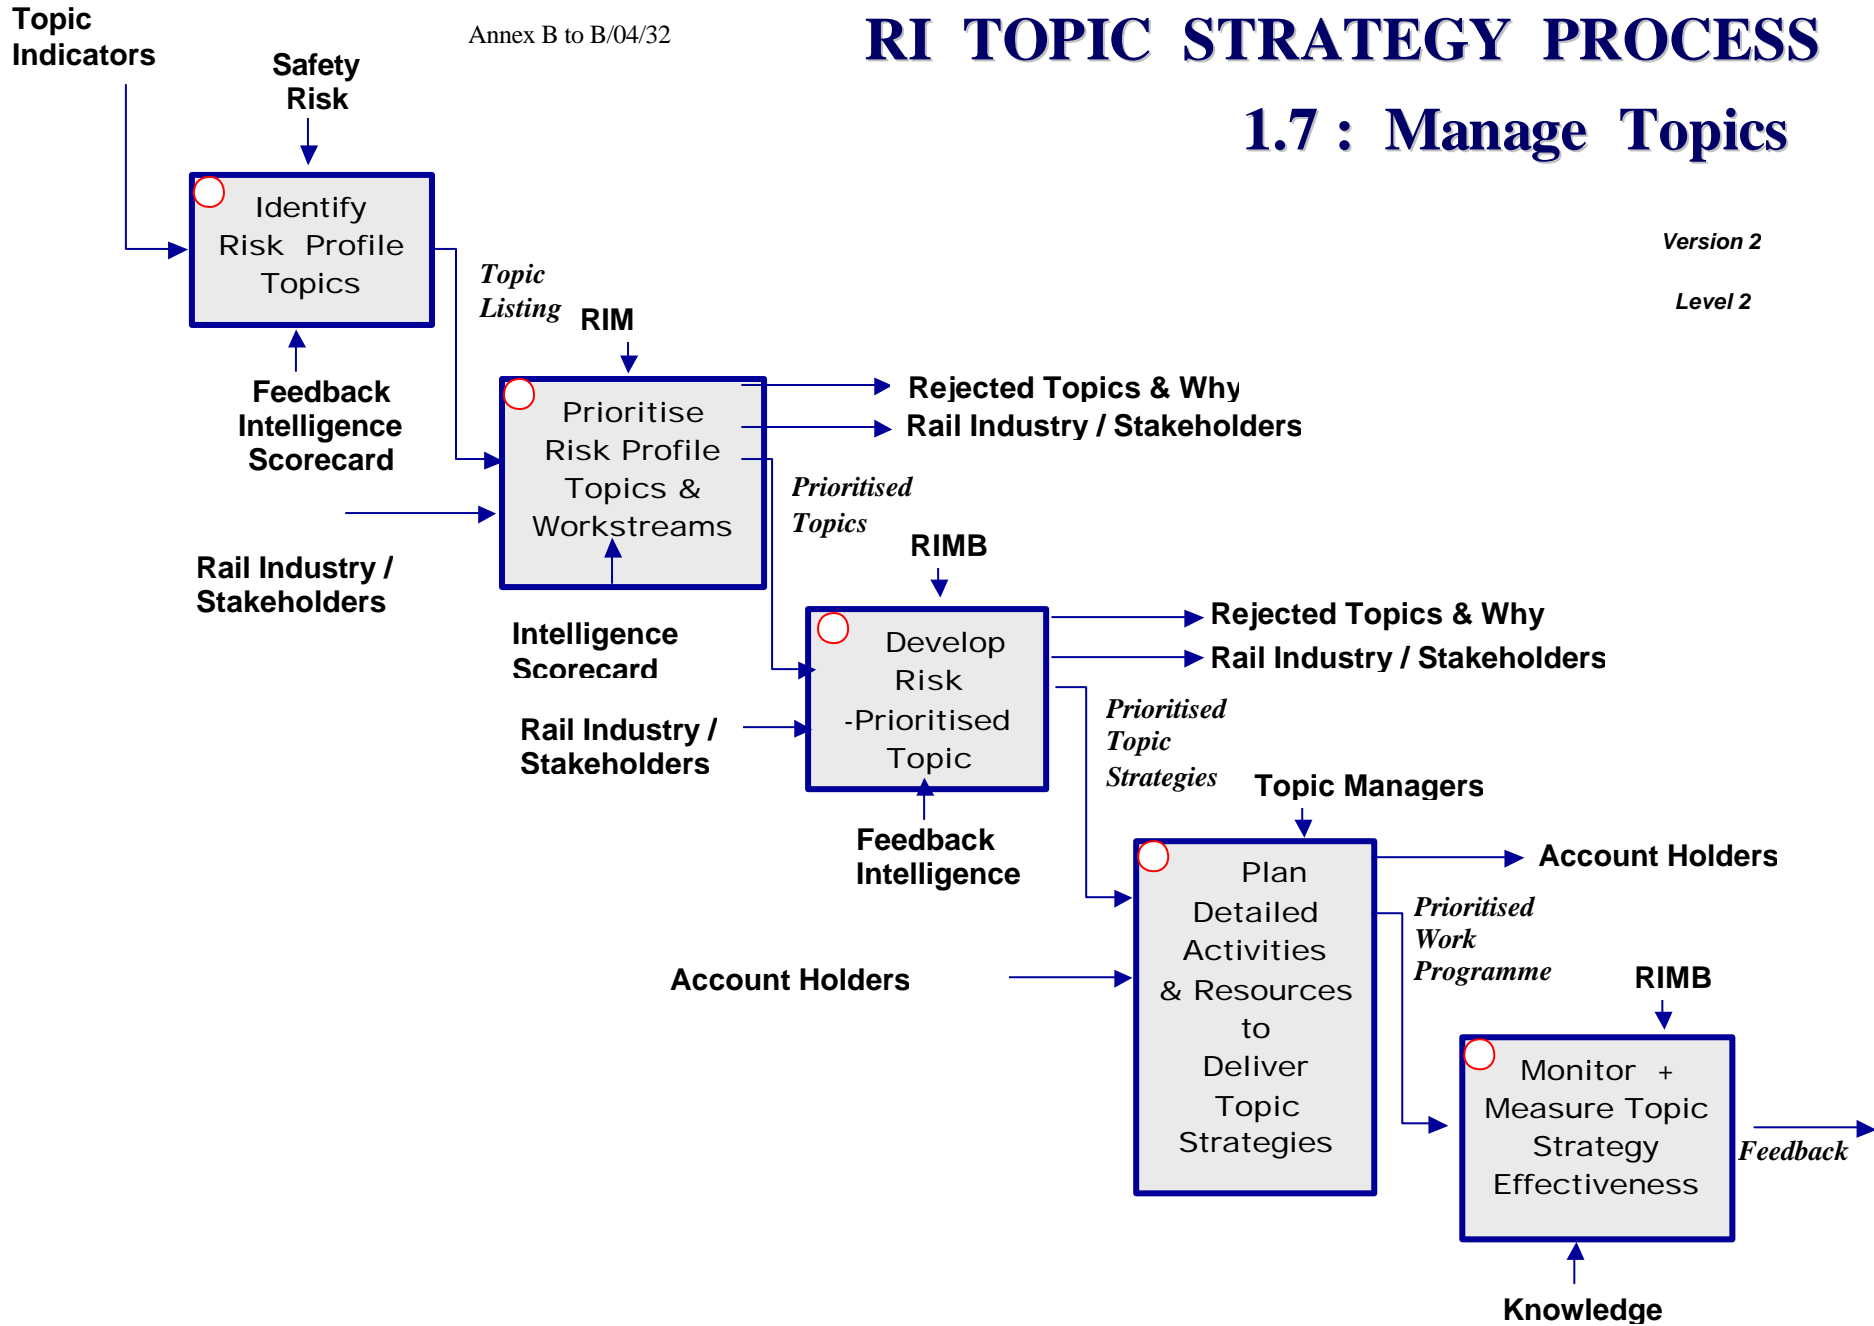 Topic
Indicators
Annex B to B/04/32
RI TOPIC STRATEGY PROCESS
1.7 : Manage Topics
Safety
Risk
Version 2
Level 2
Identify
Risk Profile
Topics
Topic
Listing
RIM
Feedback
Intelligence
Scorecard
Prioritise
Risk Profile
Topics &
Workstreams
Rejected Topics & Why
Rail Industry / Stakeholders
Prioritised
Topics
Rail Industry /
Stakeholders
RIMB
Intelligence
Scorecard
Develop
Risk
-Prioritised
Topic
Rejected Topics & Why
Rail Industry / Stakeholders
Rail Industry /
Stakeholders
Prioritised
Topic
Strategies
Topic Managers
Feedback
Intelligence
Plan
Detailed
Activities
& Resources
to
Deliver
Topic
Strategies
Account Holders
Account Holders
Prioritised
Work
Programme
RIMB
Monitor +
Measure Topic
Strategy
Effectiveness
Feedback
Knowledge